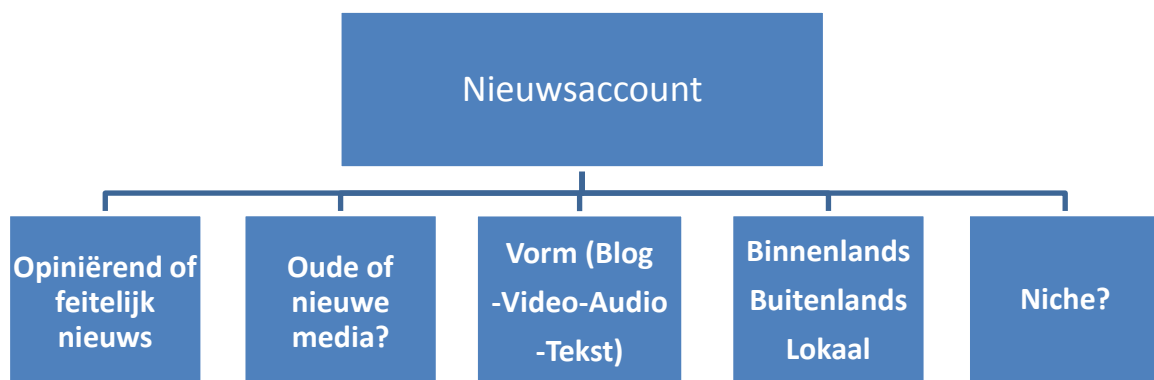 Nieuwsaccount
Opiniërend of
feitelijk
nieuws
Oude of
nieuwe
media?
Vorm (Blog
-Video-Audio
-Tekst)
Binnenlands
Buitenlands
Lokaal
Niche?